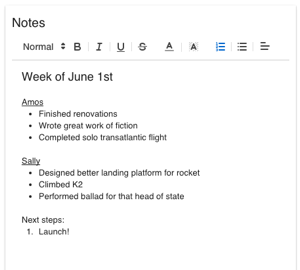 Notes
Normal B I U S A A
Week of June 1st
Amos
• Finished renovations
• Wrote great work of fiction
• Completed solo transatlantic flight
Sally
• Designed better landing platform for rocket
• Climbed K2
• Performed ballad for that head of state
Next steps:
1. Launch!